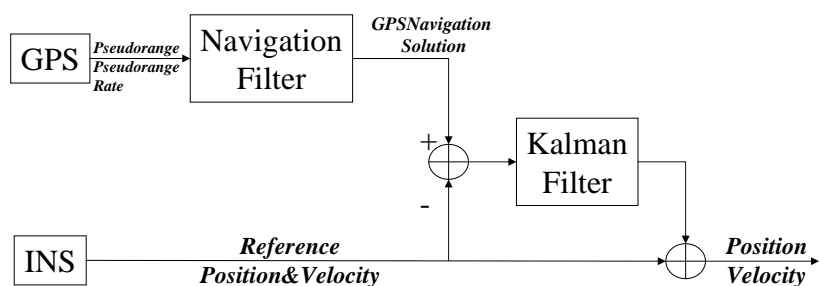 GPS
Pseudorange
Pseudorange
Rate
Navigation
Filter
GPSNavigation
Solution
+
-
Kalman
Filter
INS
Reference
Position&Velocity
Position
Velocity